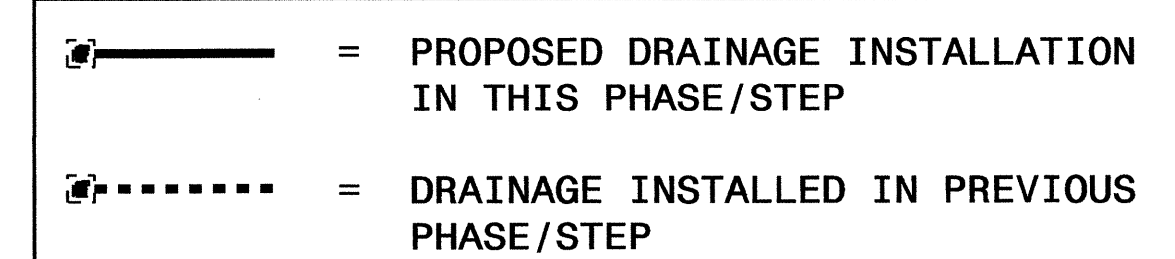 = PROPOSED DRAINAGE INSTALLATION
IN THIS PHASE/STEP
= DRAINAGE INSTALLED IN PREVIOUS
PHASE/STEP